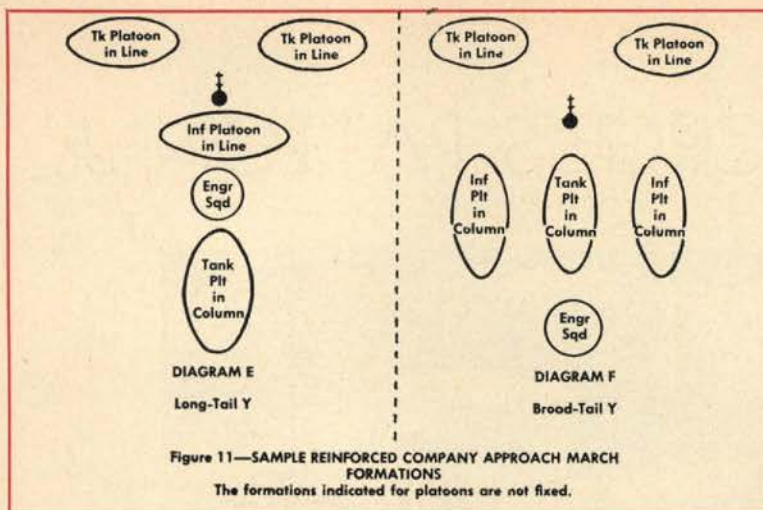 Tk Platoon
in Line
Tk Platoon
in Line
Inf Platoon
in Line
Engr
Sqd
Tank
Plt
in
Column
DIAGRAM E
Long-Tail Y
Tk Platoon
in Line
Tk Platoon
in Line
Inf
Plt
in
Column
Tank
Plt
in
Column
Inf
Plt
in
Column
Engr
Sqd
DIAGRAM F
Brood-Tail Y
Figure 11—SAMPLE REINFORCED COMPANY APPROACH MARCH
FORMATIONS
The formations indicated for platoons are not fixed.